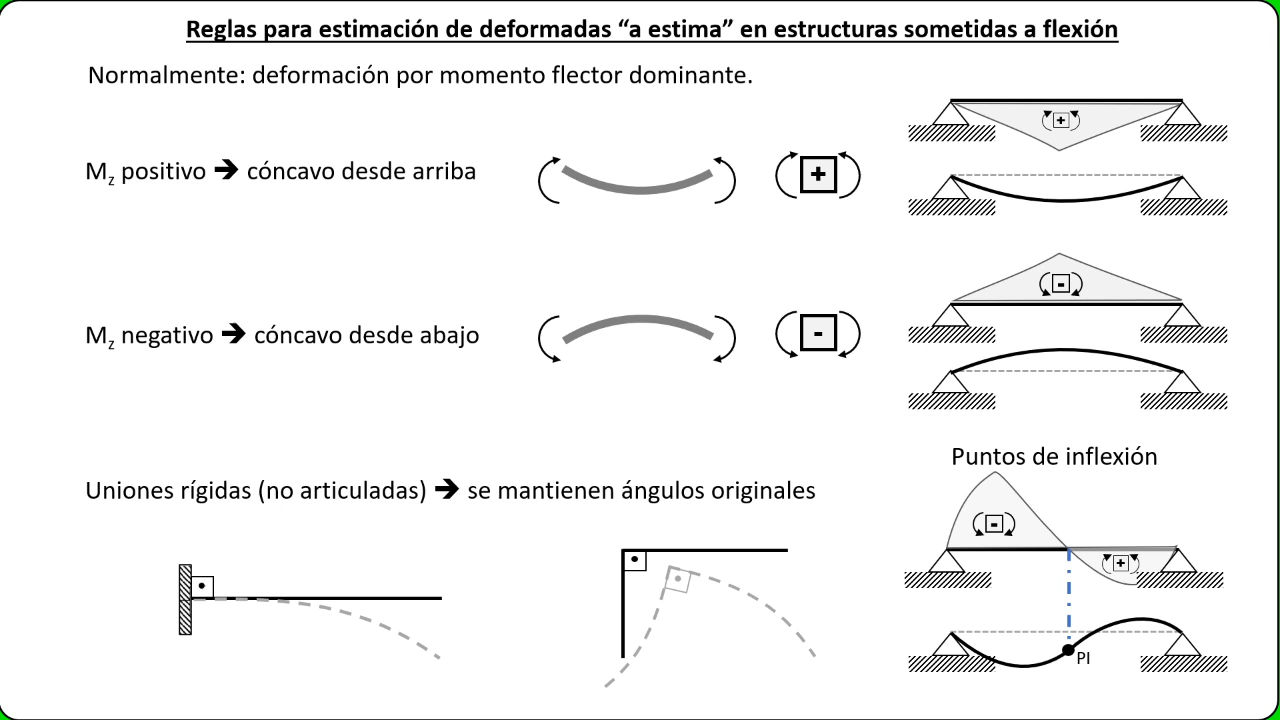 Reglas para estimación de deformadas “a estima” en estructuras sometidas a flexión
Normalmente: deformación por momento flector dominante.
+
Mz positivo 🡺 cóncavo desde arriba
+
-
Mz negativo 🡺 cóncavo desde abajo
-
Puntos de inflexión
Uniones rígidas (no articuladas) 🡺 se mantienen ángulos originales
-
+
PI